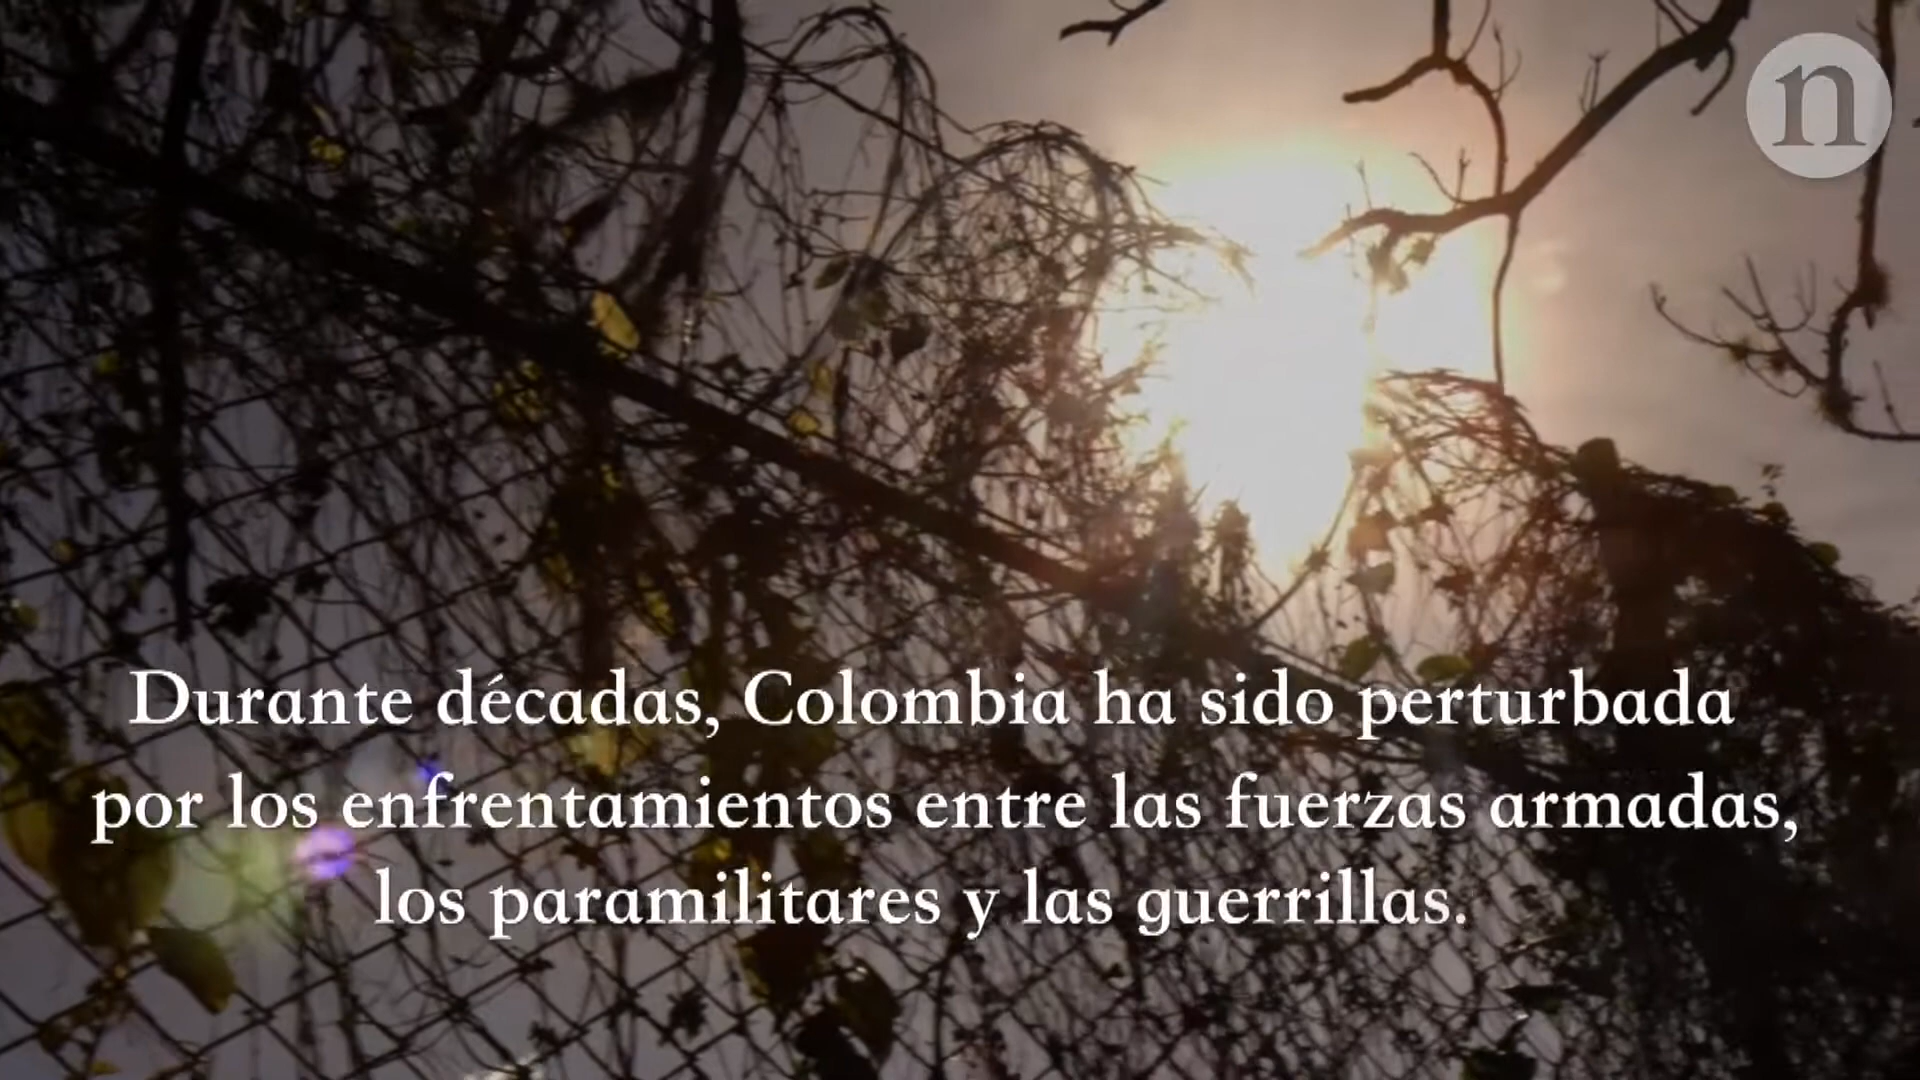 n
Durante décadas, Colombia ha sido perturbada
por los enfrentamientos entre las fuerzas armadas,
los paramilitares y las guerrillas.